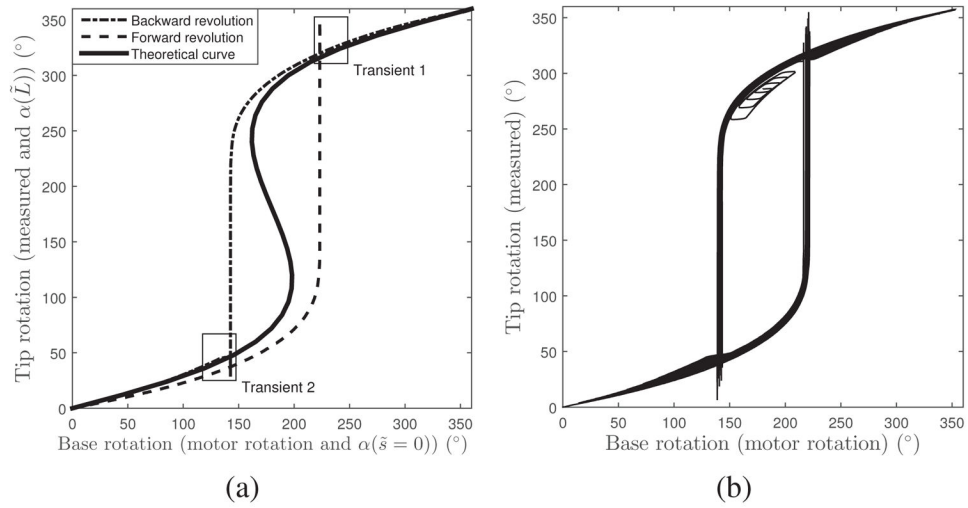 Backward revolution
Forward revolution
Theoretical curve
Transient 1
Transient 2
Tip rotation (measured and α(L̃)) (°)
350
300
250
200
150
100
50
0
0 50 100 150 200 250 300 350
Base rotation (motor rotation and α(s̃ = 0)) (°)
(a)
Tip rotation (measured) (°)
350
300
250
200
150
100
50
0
0 50 100 150 200 250 300 350
Base rotation (motor rotation) (°)
(b)